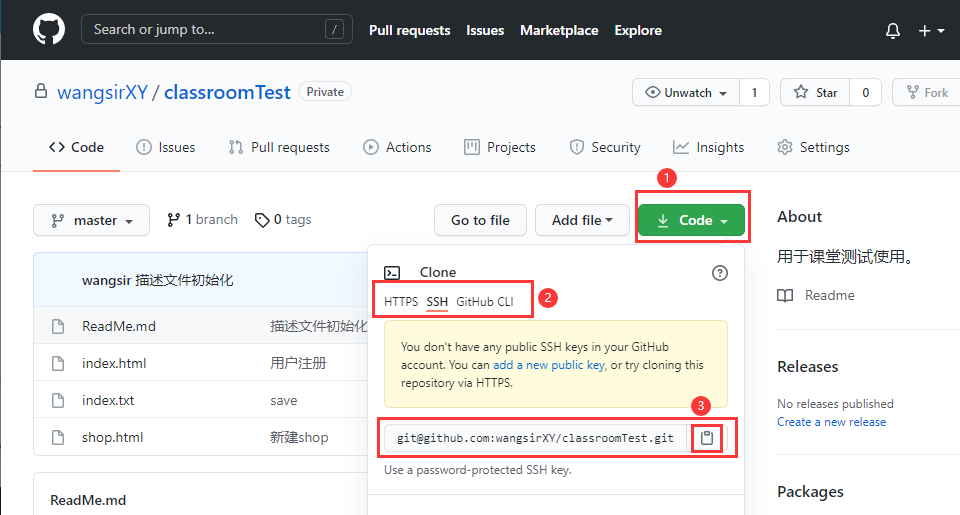 Search or jump to... /
Pull requests Issues Marketplace Explore
wangsirXY / classroomTest Private
Unwatch 1 Star 0 Fork
Code Issues Pull requests Actions Projects Security Insights Settings
1
master 1 branch 0 tags Go to file Add file Code
About
wangsir 描述文件初始化
Clone
用于课堂测试使用。
HTTPS SSH GitHub CLI 2
Readme
ReadMe.md 描述文件初始化
You don't have any public SSH keys in your GitHub
account. You can add a new public key, or try cloning this
repository via HTTPS.
index.html 用户注册
Releases
index.txt save
No releases published
3
Create a new release
shop.html 新建shop
git@github.com:wangsirXY/classroomTest.git
Use a password-protected SSH key.
Packages
ReadMe.md